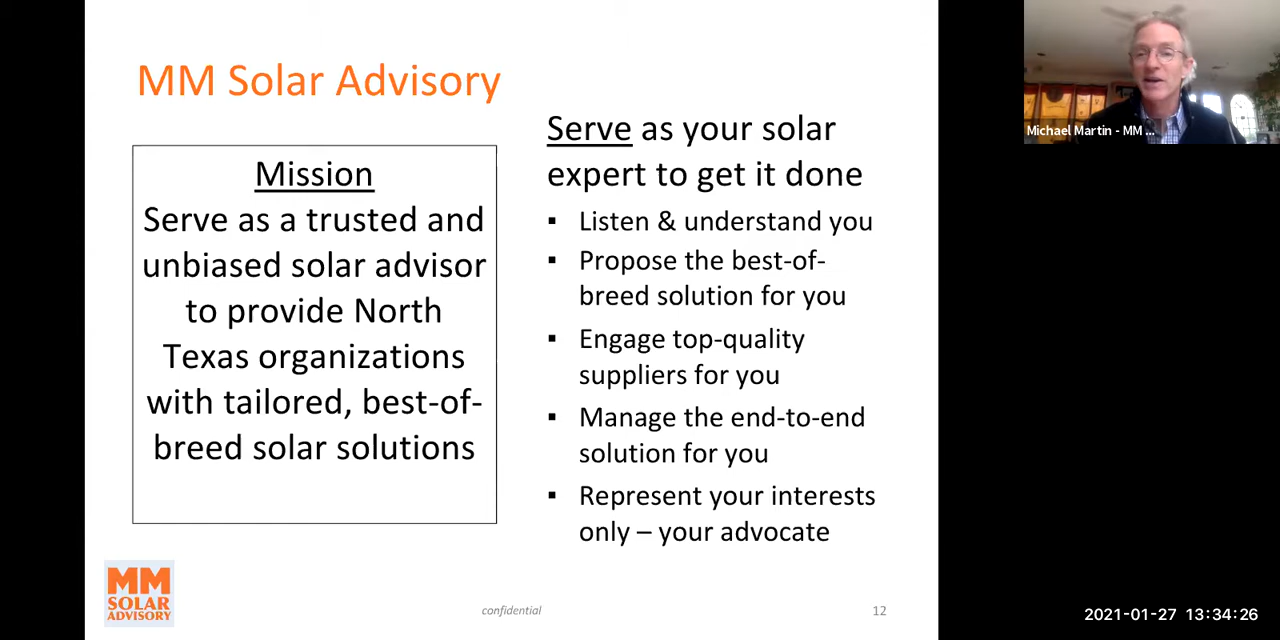 MM Solar Advisory
Mission
Serve as a trusted and
unbiased solar advisor
to provide North
Texas organizations
with tailored, best-of-
breed solar solutions
Serve as your solar
expert to get it done
▪ Listen & understand you
▪ Propose the best-of-
breed solution for you
▪ Engage top-quality
suppliers for you
▪ Manage the end-to-end
solution for you
▪ Represent your interests
only – your advocate
Michael Martin - MM ...
MM
SOLAR
ADVISORY
confidential
12
2021-01-27 13:34:26